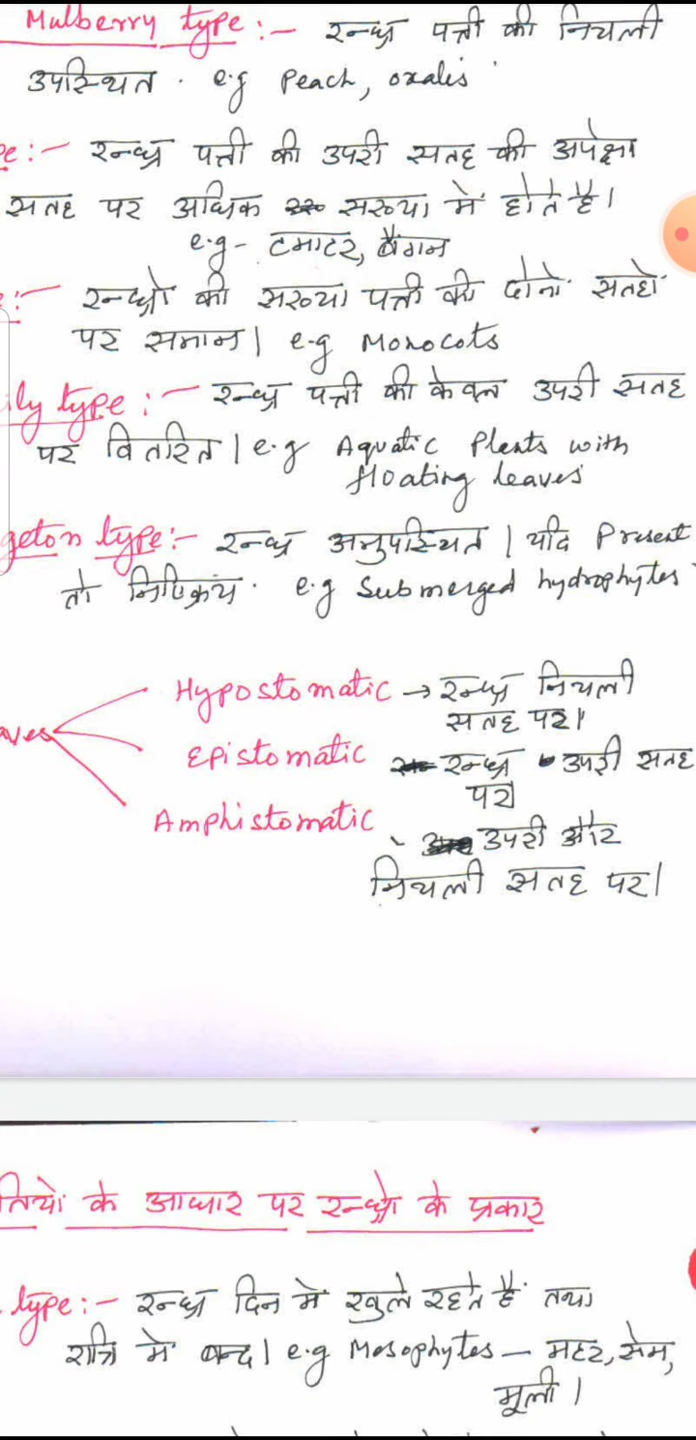 Mulberry type :- रन्ध्र पत्ती की निचली
उपस्थित . e.g Peach, oxalis
pe :- रन्ध्र पत्ती की उपरी सतह की अपेक्षा
सतह पर अधिक संख्या में होते है।
e.g - टमाटर, बैंगन
:- रन्ध्रो की संख्या पत्ती की दोनो सतहों
पर समान। e.g Monocots
ily type :- रन्ध्र पत्ती की केवल उपरी सतह
पर वितरित। e.g Aquatic Plants with
floating leaves
geton type :- रन्ध्र अनुपस्थित। यदि Present
तो निष्क्रिय . e.g Submerged hydrophytes
aves
Hypostomatic → रन्ध्र निचली
सतह पर।
Epistomatic रन्ध्र उपरी सतह
पर।
Amphistomatic - उपरी और
निचली सतह पर।
तियो के आधार पर रन्ध्रो के प्रकार
type :- रन्ध्र दिन में खुले रहते हैं तथा
रात्रि में बन्द। e.g Mesophytes - मटर, सेम,
मूली।